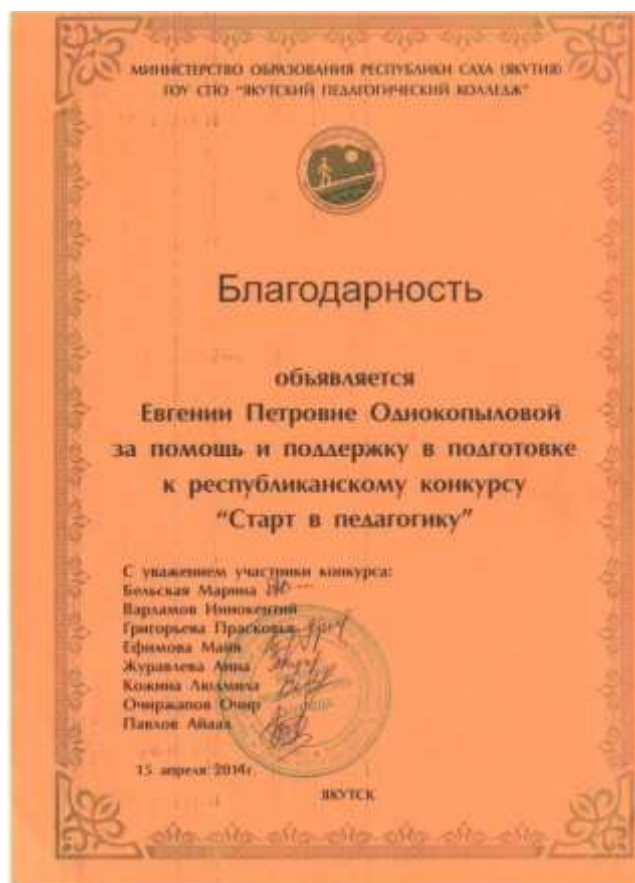 МИНИСТЕРСТВО ОБРАЗОВАНИЯ РЕСПУБЛИКИ САХА (ЯКУТИЯ)
ГОУ СПО "ЯКУТСКИЙ ПЕДАГОГИЧЕСКИЙ КОЛЛЕДЖ"
Благодарность
объявляется
Евгении Петровне Однокопыловой
за помощь и поддержку в подготовке
к республиканскому конкурсу
"Старт в педагогику"
С уважением участники конкурса:
Бельская Марина
Варламов Иннокентий
Григорьева Прасковья
Ефимова Майя
Журавлева Анна
Кожина Людмила
Очиржапов Очир
Павлов Айаал
15 апреля 2014г.
ЯКУТСК